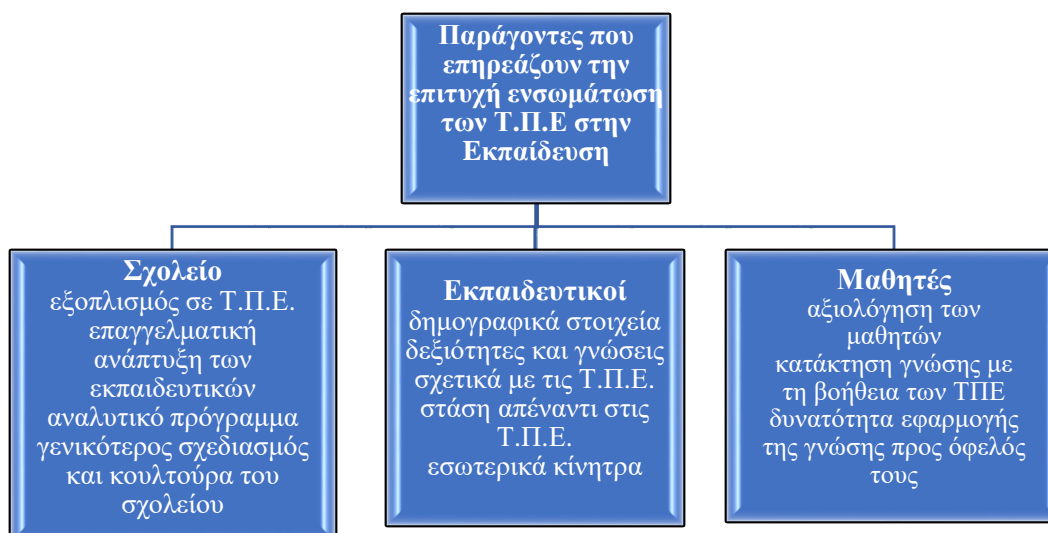 Παράγοντες που
επηρεάζουν την
επιτυχή ενσωμάτωση
των Τ.Π.Ε στην
Εκπαίδευση
Σχολείο
εξοπλισμός σε Τ.Π.Ε.
επαγγελματική
ανάπτυξη των
εκπαιδευτικών
αναλυτικό πρόγραμμα
γενικότερος σχεδιασμός
και κουλτούρα του
σχολείου
Εκπαιδευτικοί
δημογραφικά στοιχεία
δεξιότητες και γνώσεις
σχετικά με τις Τ.Π.Ε.
στάση απέναντι στις
Τ.Π.Ε.
εσωτερικά κίνητρα
Μαθητές
αξιολόγηση των
μαθητών
κατάκτηση γνώσης με
τη βοήθεια των ΤΠΕ
δυνατότητα εφαρμογής
της γνώσης προς όφελός
τους